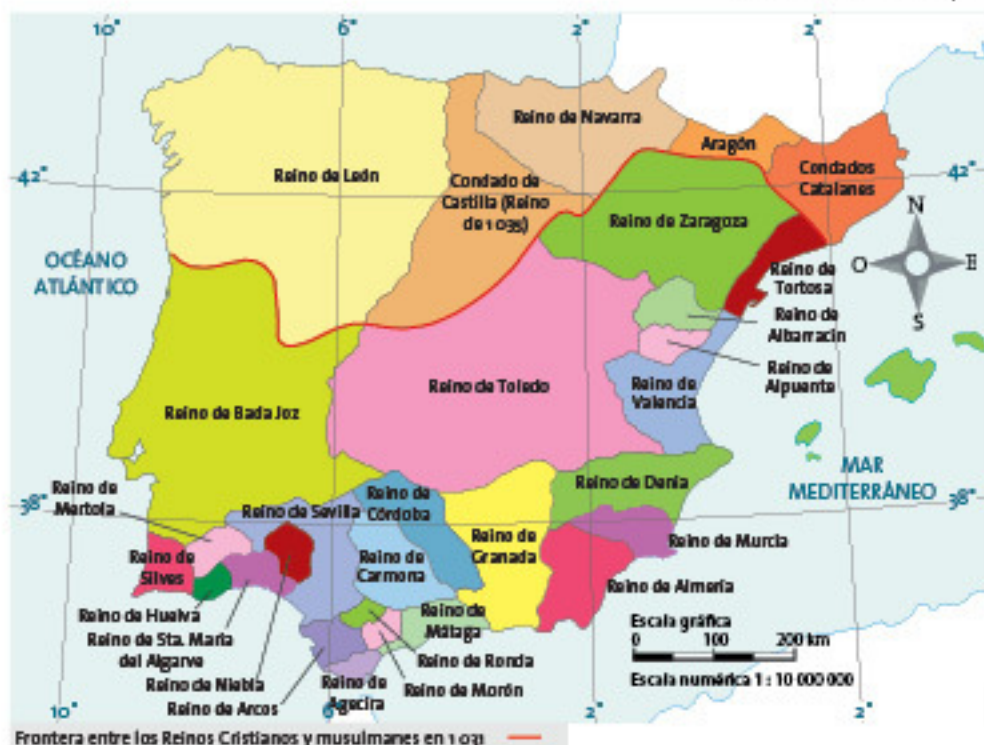 10°
6°
2°
2°
Reino de Navarra
Aragón
Reino de León
Condado de
Castilla (Reino
de 1035)
Condados
Catalanes
42°
42°
Reino de Zaragoza
N
O
E
S
OCÉANO
ATLÁNTICO
Reino de
Tortosa
Reino de
Albarracín
Reino de
Alpuente
Reino de Toledo
Reino de
Valencia
Reino de Bada Joz
MAR
MEDITERRÁNEO
Reino de
Mertola
38°
38°
Reino de Sevilla
Reino de
Córdoba
Reino de Denia
Reino de
Granada
Reino de Murcia
Reino de
Silves
Reino de
Carmona
Reino de Almería
Reino de Huelva
Reino de Sta. María
del Algarve
Reino de Niebla
Reino de Arcos
Reino de
Málaga
Reino de Ronda
Reino de Morón
Reino de
Agecira
Escala gráfica
0 100 200 km
Escala numérica 1 : 10 000 000
10°
6°
2°
2°
Frontera entre los Reinos Cristianos y musulmanes en 1031